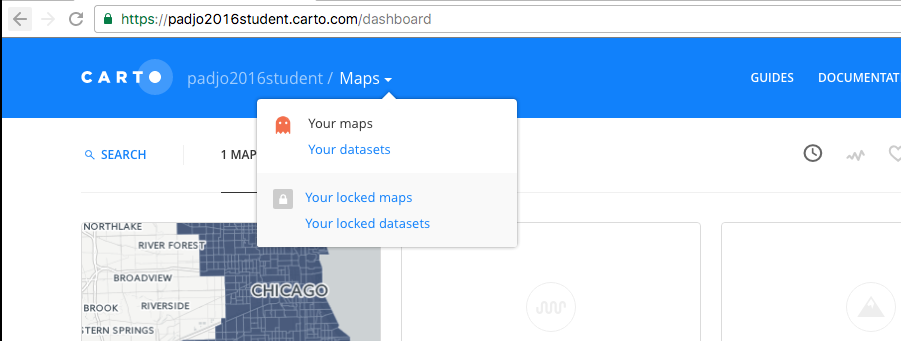 https://padjo2016student.carto.com/dashboard
CARTO padjo2016student / Maps GUIDES DOCUMENTAT
Your maps
Your datasets
SEARCH 1 MAP
Your locked maps
Your locked datasets
NORTHLAKE
RIVER FOREST
BROADVIEW
CHICAGO
RIVERSIDE
BROOK
STERN SPRINGS